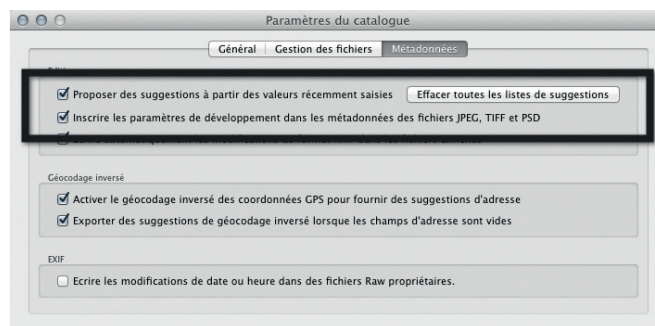 Paramètres du catalogue
Général Gestion des fichiers Métadonnées
Proposer des suggestions à partir des valeurs récemment saisies Effacer toutes les listes de suggestions
Inscrire les paramètres de développement dans les métadonnées des fichiers JPEG, TIFF et PSD
Géocodage inversé
Activer le géocodage inversé des coordonnées GPS pour fournir des suggestions d'adresse
Exporter des suggestions de géocodage inversé lorsque les champs d'adresse sont vides
EXIF
Ecrire les modifications de date ou heure dans des fichiers Raw propriétaires.